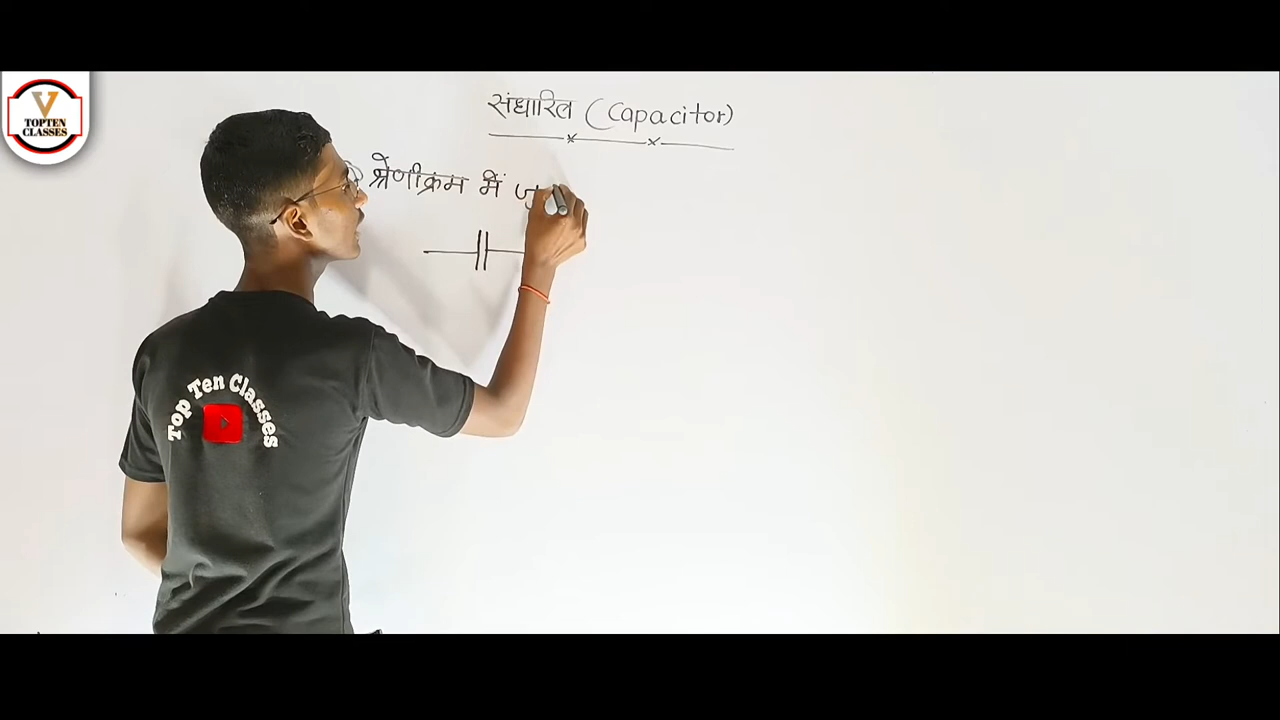 V
TOPTEN
CLASSES
संधारित्र (Capacitor)
श्रेणीक्रम में
Top Ten Classes